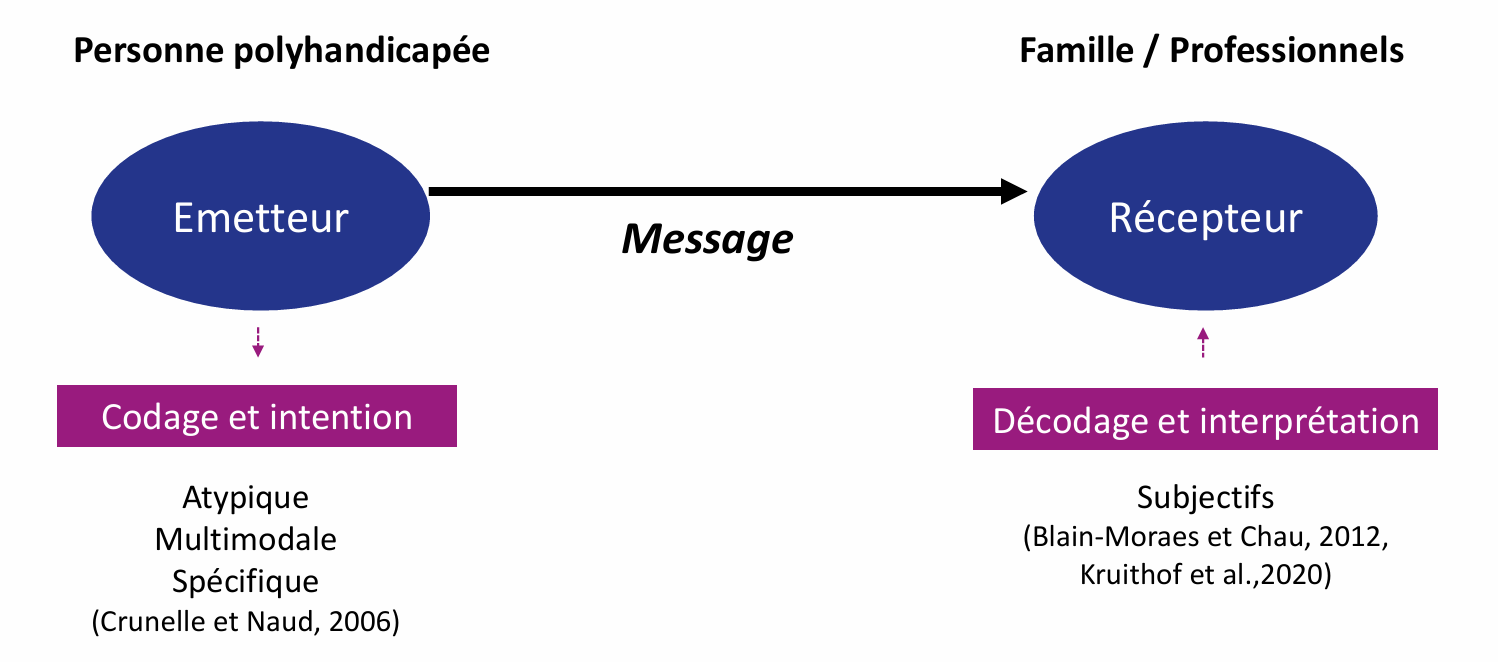 Personne polyhandicapée
Famille / Professionnels
Emetteur
Message
Récepteur
Codage et intention
Atypique
Multimodale
Spécifique
(Crunelle et Naud, 2006)
Décodage et interprétation
Subjectifs
(Blain-Moraes et Chau, 2012,
Kruithof et al.,2020)